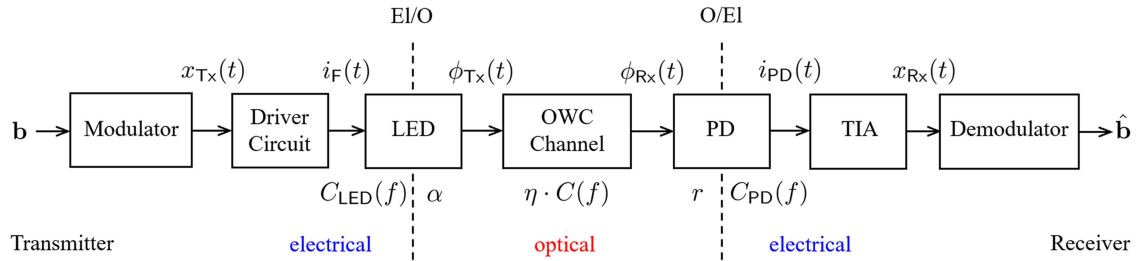 El/O
O/El
x_Tx(t)
i_F(t)
ϕ_Tx(t)
ϕ_Rx(t)
i_PD(t)
x_Rx(t)
b
Modulator
Driver
Circuit
LED
OWC
Channel
PD
TIA
Demodulator
b̂
C_LED(f)
α
η · C(f)
r
C_PD(f)
Transmitter
electrical
optical
electrical
Receiver